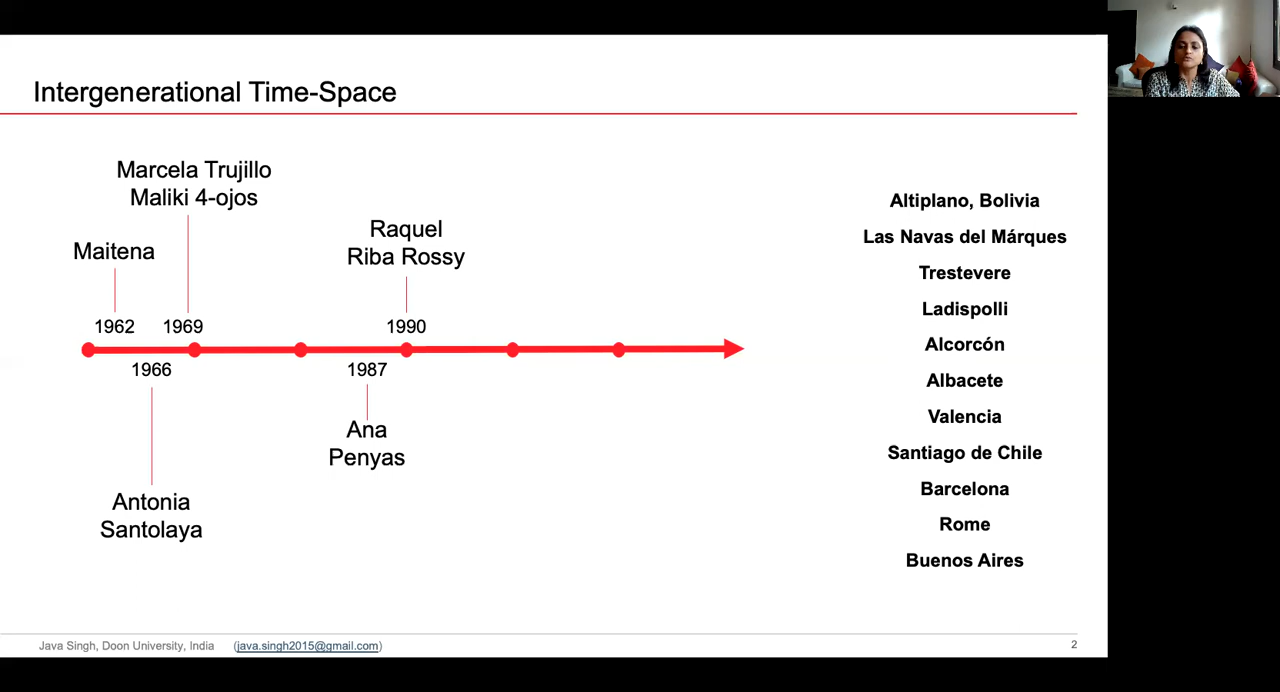 Intergenerational Time-Space
Marcela Trujillo
Maliki 4-ojos
Maitena
Raquel
Riba Rossy
1962
1969
1990
1966
1987
Ana
Penyas
Antonia
Santolaya
Altiplano, Bolivia
Las Navas del Márques
Trestevere
Ladispolli
Alcorcón
Albacete
Valencia
Santiago de Chile
Barcelona
Rome
Buenos Aires
Java Singh, Doon University, India (java.singh2015@gmail.com)
2